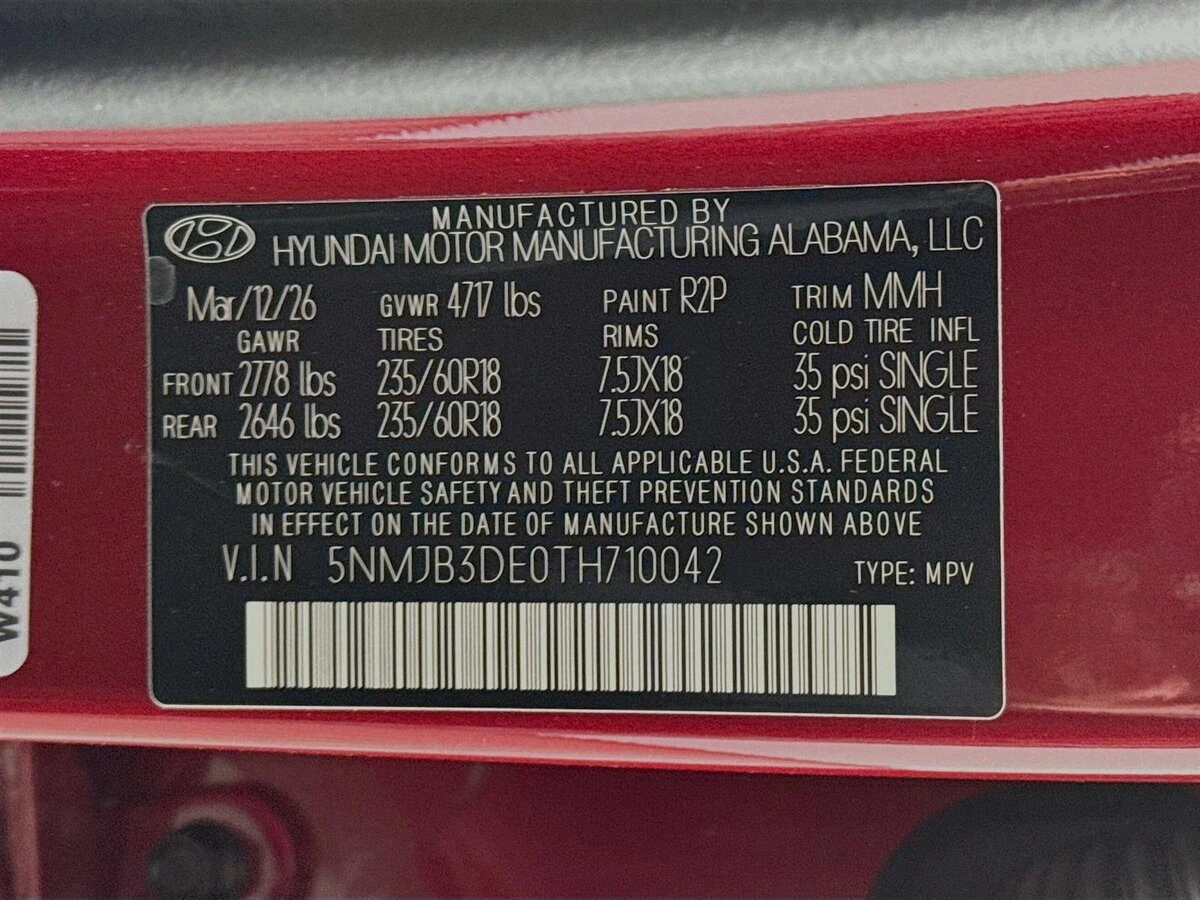 MANUFACTURED BY
HYUNDAI MOTOR MANUFACTURING ALABAMA, LLC
Mar/12/26 GVWR 4717 lbs PAINT R2P TRIM MMH
GAWR TIRES RIMS COLD TIRE INFL
FRONT 2778 lbs 235/60R18 7.5JX18 35 psi SINGLE
REAR 2646 lbs 235/60R18 7.5JX18 35 psi SINGLE
THIS VEHICLE CONFORMS TO ALL APPLICABLE U.S.A. FEDERAL
MOTOR VEHICLE SAFETY AND THEFT PREVENTION STANDARDS
IN EFFECT ON THE DATE OF MANUFACTURE SHOWN ABOVE
V.I.N 5NMJB3DE0TH710042 TYPE: MPV
W410